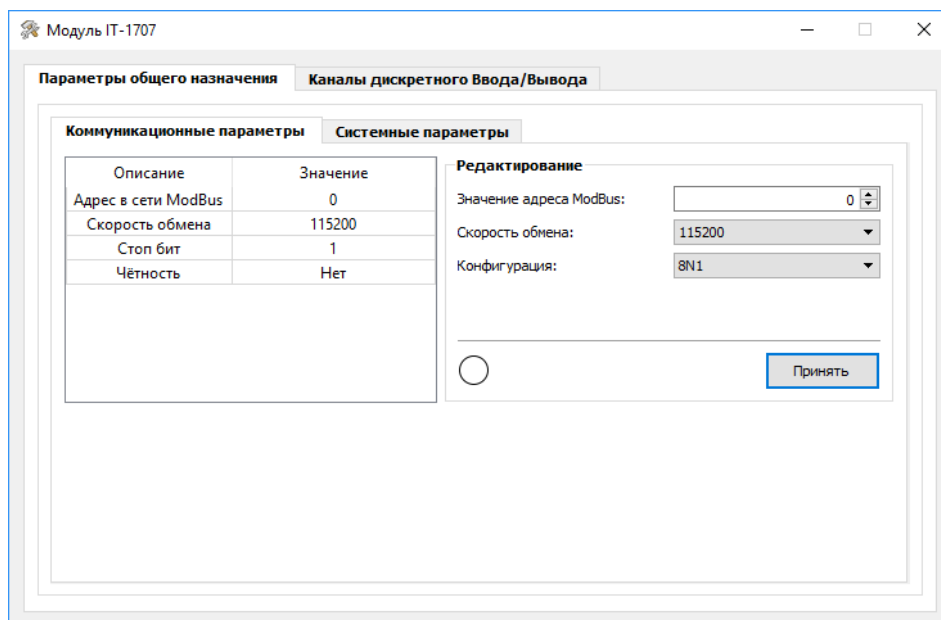 Модуль IT-1707
Параметры общего назначения Каналы дискретного Ввода/Вывода
Коммуникационные параметры Системные параметры
Описание Значение
Адрес в сети ModBus 0
Скорость обмена 115200
Стоп бит 1
Чётность Нет
Редактирование
Значение адреса ModBus: 0
Скорость обмена: 115200
Конфигурация: 8N1
Принять